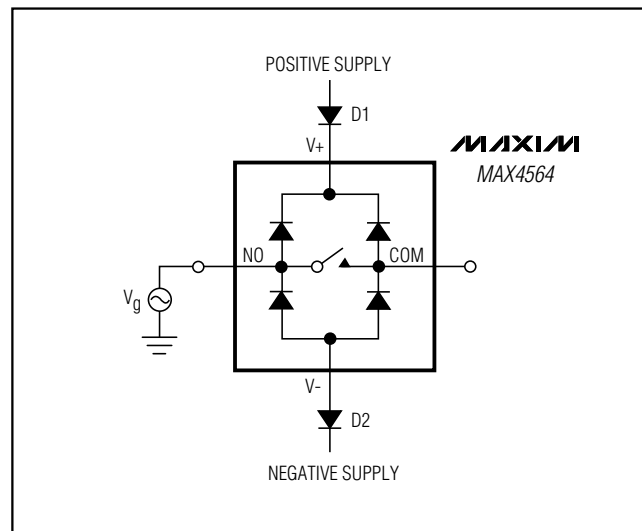 POSITIVE SUPPLY
D1
V+
MAXIM
MAX4564
NO
COM
Vg
V-
D2
NEGATIVE SUPPLY